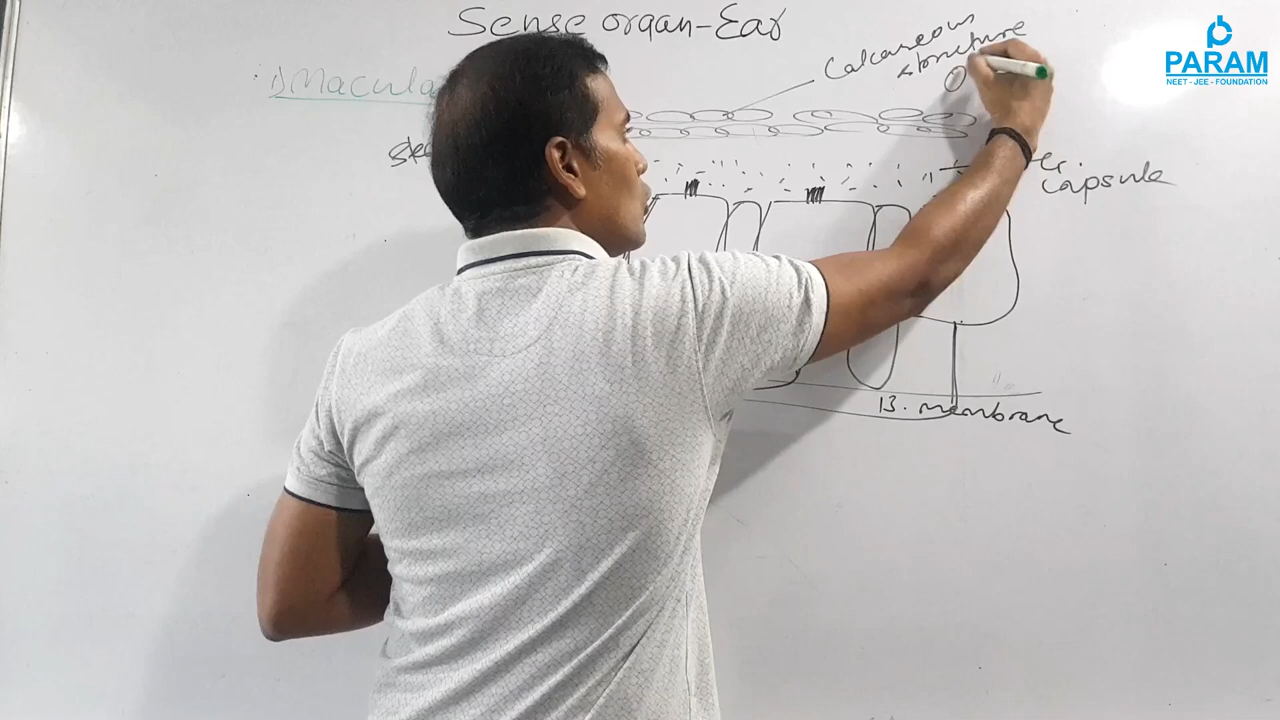 Sense organ-Ear
PARAM
NEET - JEE - FOUNDATION
Calcareous
structure
O
1) Macula
capsule
B. membrane